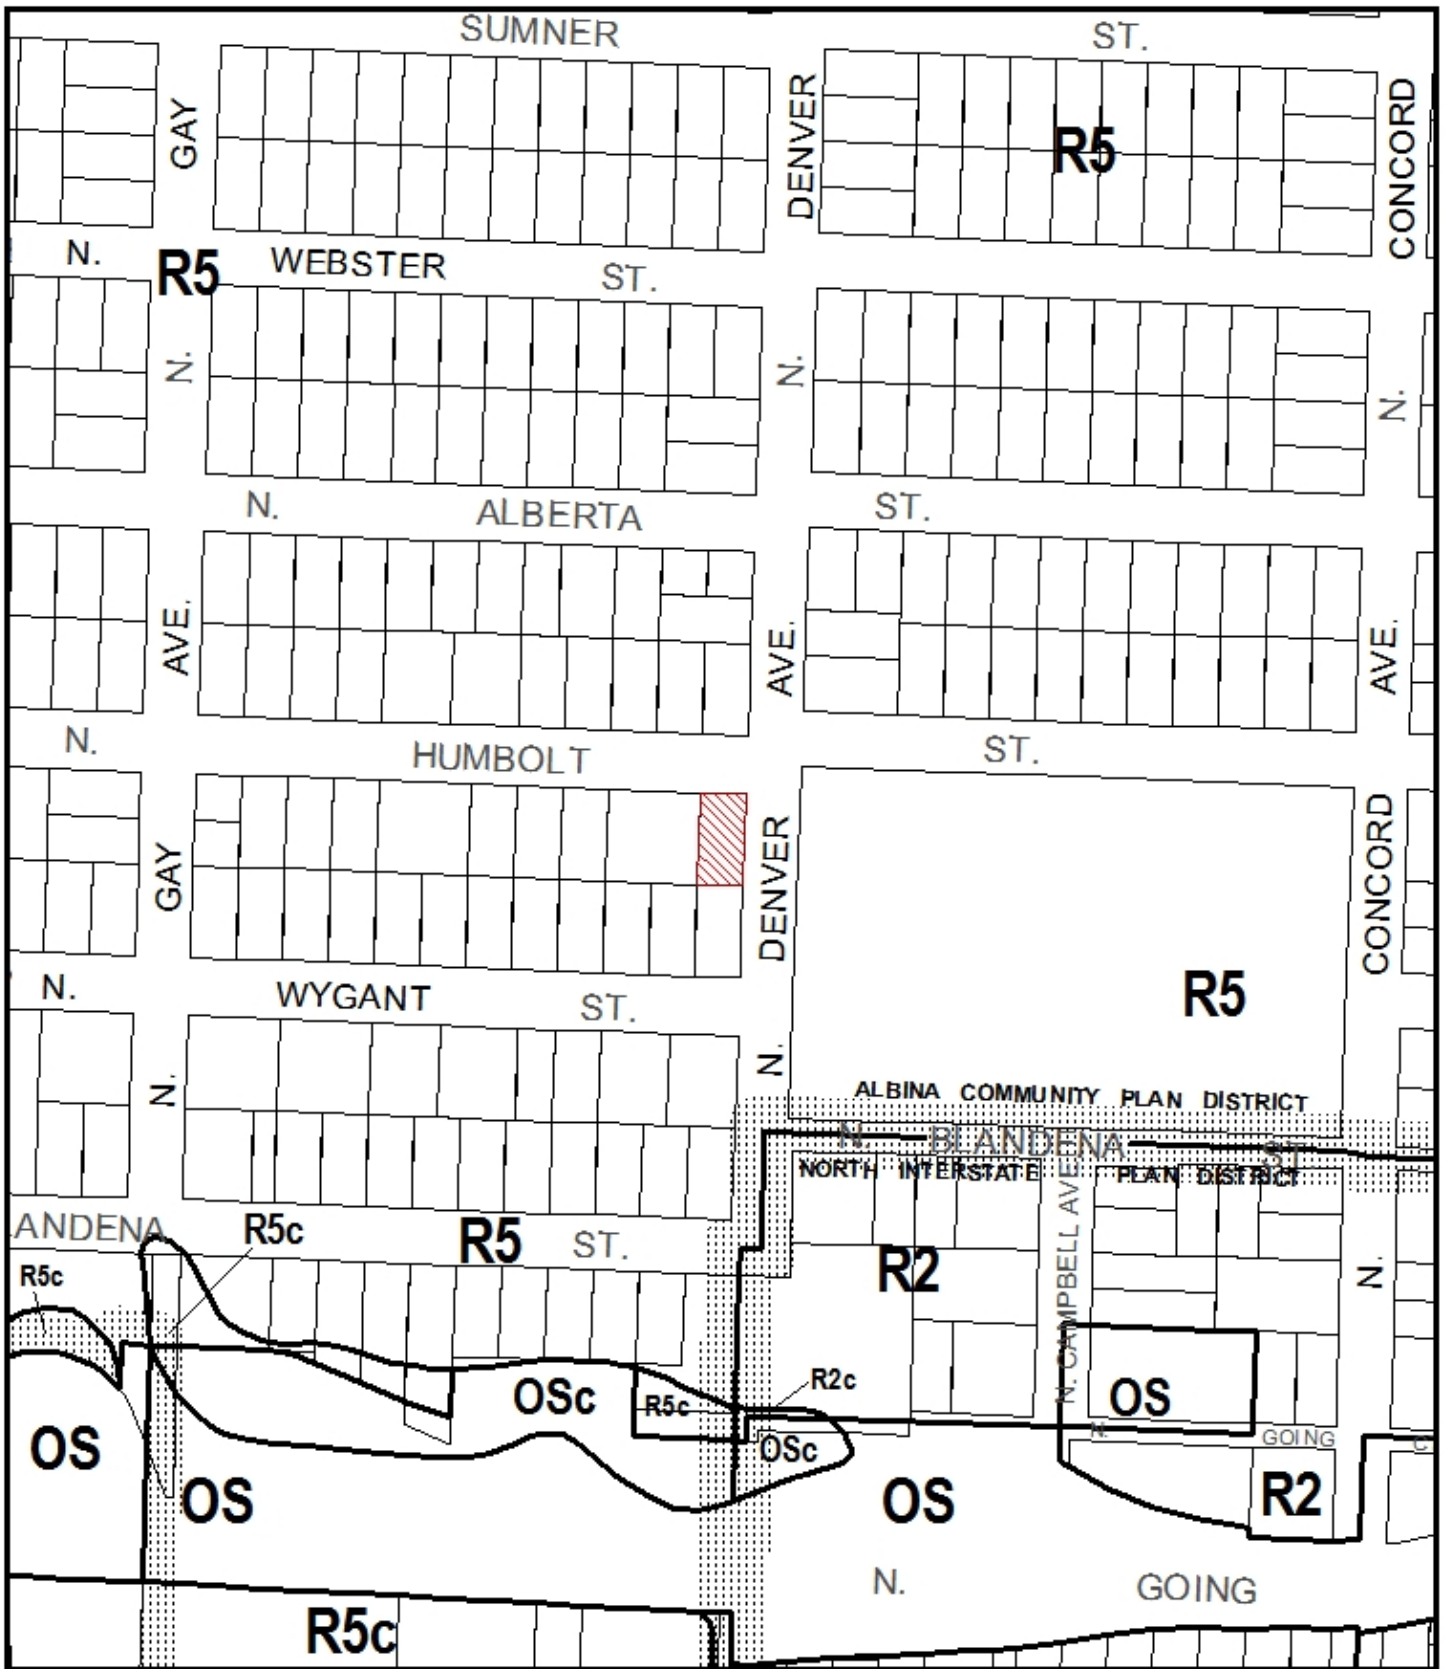 SUMNER ST.
GAY
DENVER
R5
CONCORD
N. R5 WEBSTER ST.
N.
N.
N.
N. ALBERTA ST.
AVE.
AVE.
AVE.
N. HUMBOLT ST.
GAY
DENVER
CONCORD
N. WYGANT ST.
R5
N.
N.
ALBINA COMMUNITY PLAN DISTRICT
N. BLANDENA ST
NORTH INTERSTATE PLAN DISTRICT
ANDENA R5c R5 ST.
R5c
R2
N. CAMPBELL AVE
N.
R2c
OSc R5c OS
OS OSc
N. GOING
OS OS R2
N. GOING
R5c